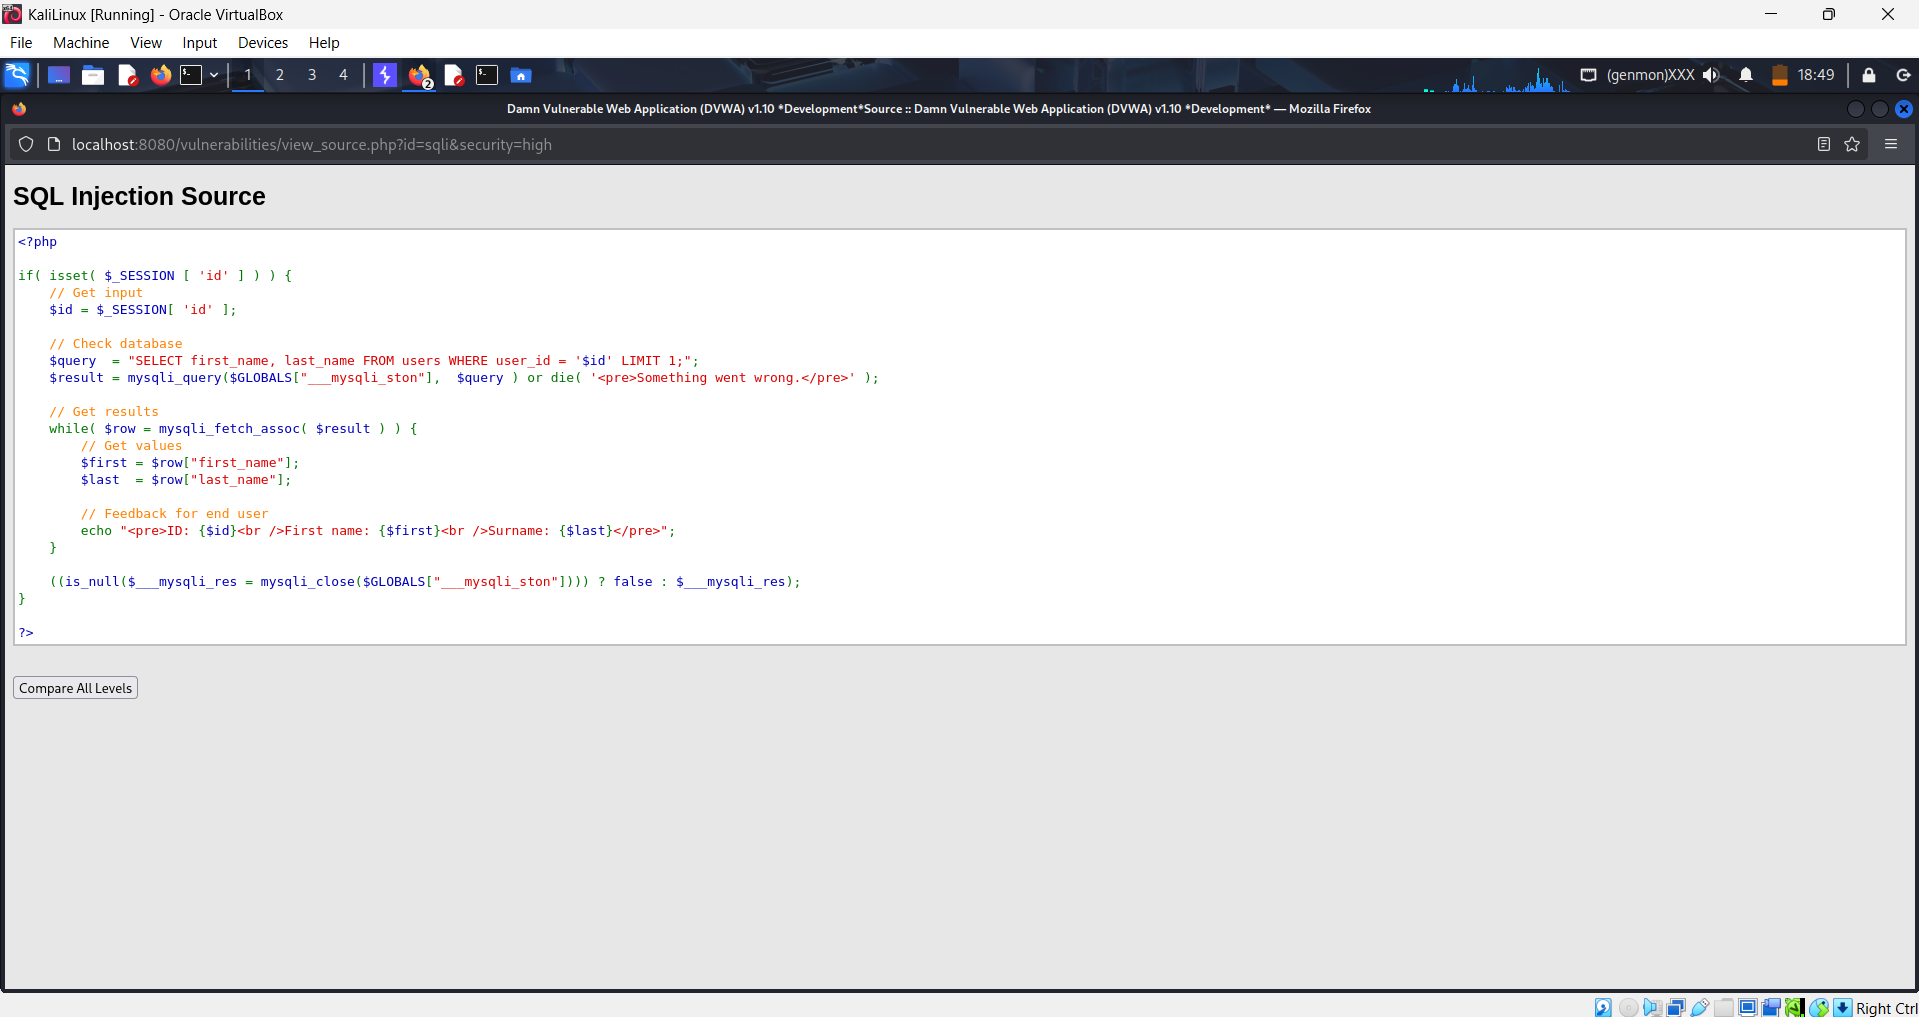 KaliLinux [Running] - Oracle VirtualBox
File Machine View Input Devices Help
1 2 3 4 2 (genmon)XXX 18:49
Damn Vulnerable Web Application (DVWA) v1.10 *Development*Source :: Damn Vulnerable Web Application (DVWA) v1.10 *Development* — Mozilla Firefox
localhost:8080/vulnerabilities/view_source.php?id=sqli&security=high
SQL Injection Source
<?php
if( isset( $_SESSION [ 'id' ] ) ) {
    // Get input
    $id = $_SESSION[ 'id' ];
    // Check database
    $query  = "SELECT first_name, last_name FROM users WHERE user_id = '$id' LIMIT 1;";
    $result = mysqli_query($GLOBALS["___mysqli_ston"],  $query ) or die( '<pre>Something went wrong.</pre>' );
    // Get results
    while( $row = mysqli_fetch_assoc( $result ) ) {
        // Get values
        $first = $row["first_name"];
        $last  = $row["last_name"];
        // Feedback for end user
        echo "<pre>ID: {$id}<br />First name: {$first}<br />Surname: {$last}</pre>";
    }
    ((is_null($___mysqli_res = mysqli_close($GLOBALS["___mysqli_ston"]))) ? false : $___mysqli_res);
}
?>
Compare All Levels
Right Ctrl